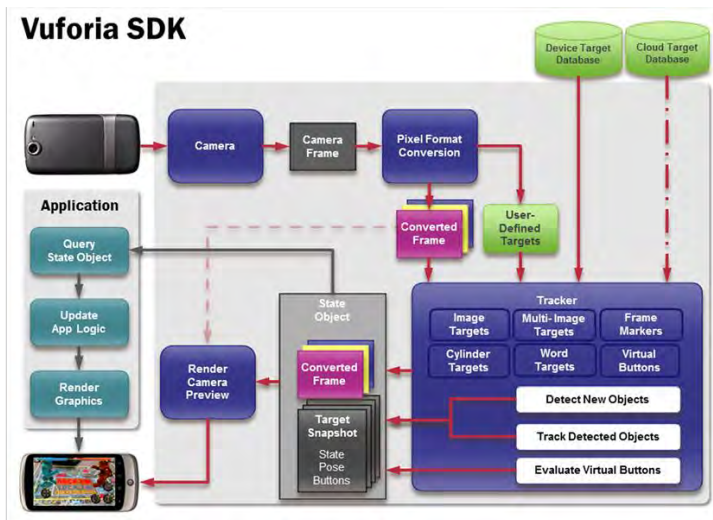 Vuforia SDK
Device Target
Database
Cloud Target
Database
Camera
Camera
Frame
Pixel Format
Conversion
Application
Query
State Object
Update
App Logic
Render
Graphics
Converted
Frame
User-
Defined
Targets
State
Object
Converted
Frame
Target
Snapshot
State
Pose
Buttons
Render
Camera
Preview
Tracker
Image
Targets
Multi-Image
Targets
Frame
Markers
Cylinder
Targets
Word
Targets
Virtual
Buttons
Detect New Objects
Track Detected Objects
Evaluate Virtual Buttons